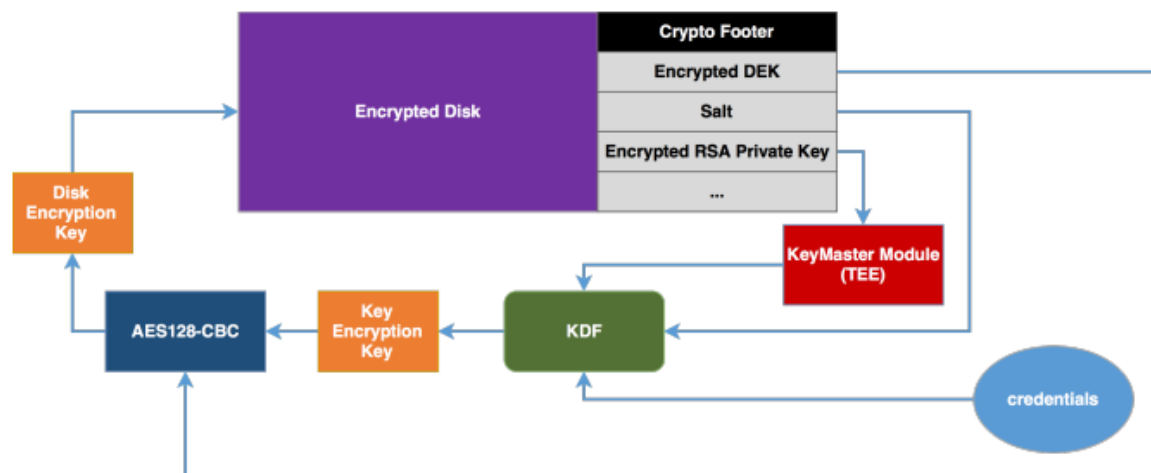 Crypto Footer
Encrypted DEK
Encrypted Disk
Salt
Encrypted RSA Private Key
...
Disk
Encryption
Key
KeyMaster Module
(TEE)
AES128-CBC
Key
Encryption
Key
KDF
credentials